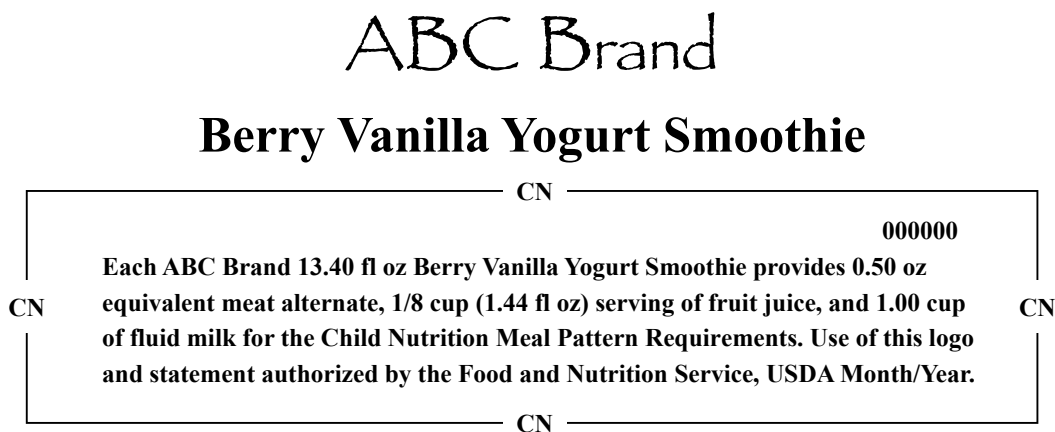 ABC Brand
Berry Vanilla Yogurt Smoothie
CN
000000
Each ABC Brand 13.40 fl oz Berry Vanilla Yogurt Smoothie provides 0.50 oz
CN equivalent meat alternate, 1/8 cup (1.44 fl oz) serving of fruit juice, and 1.00 cup CN
of fluid milk for the Child Nutrition Meal Pattern Requirements. Use of this logo
and statement authorized by the Food and Nutrition Service, USDA Month/Year.
CN